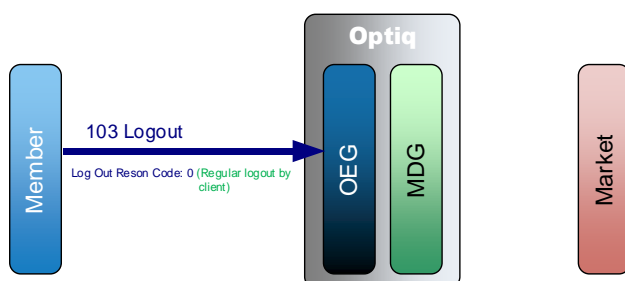 Optiq
Member
103 Logout
Log Out Reson Code: 0 (Regular logout by
client)
OEG
MDG
Market